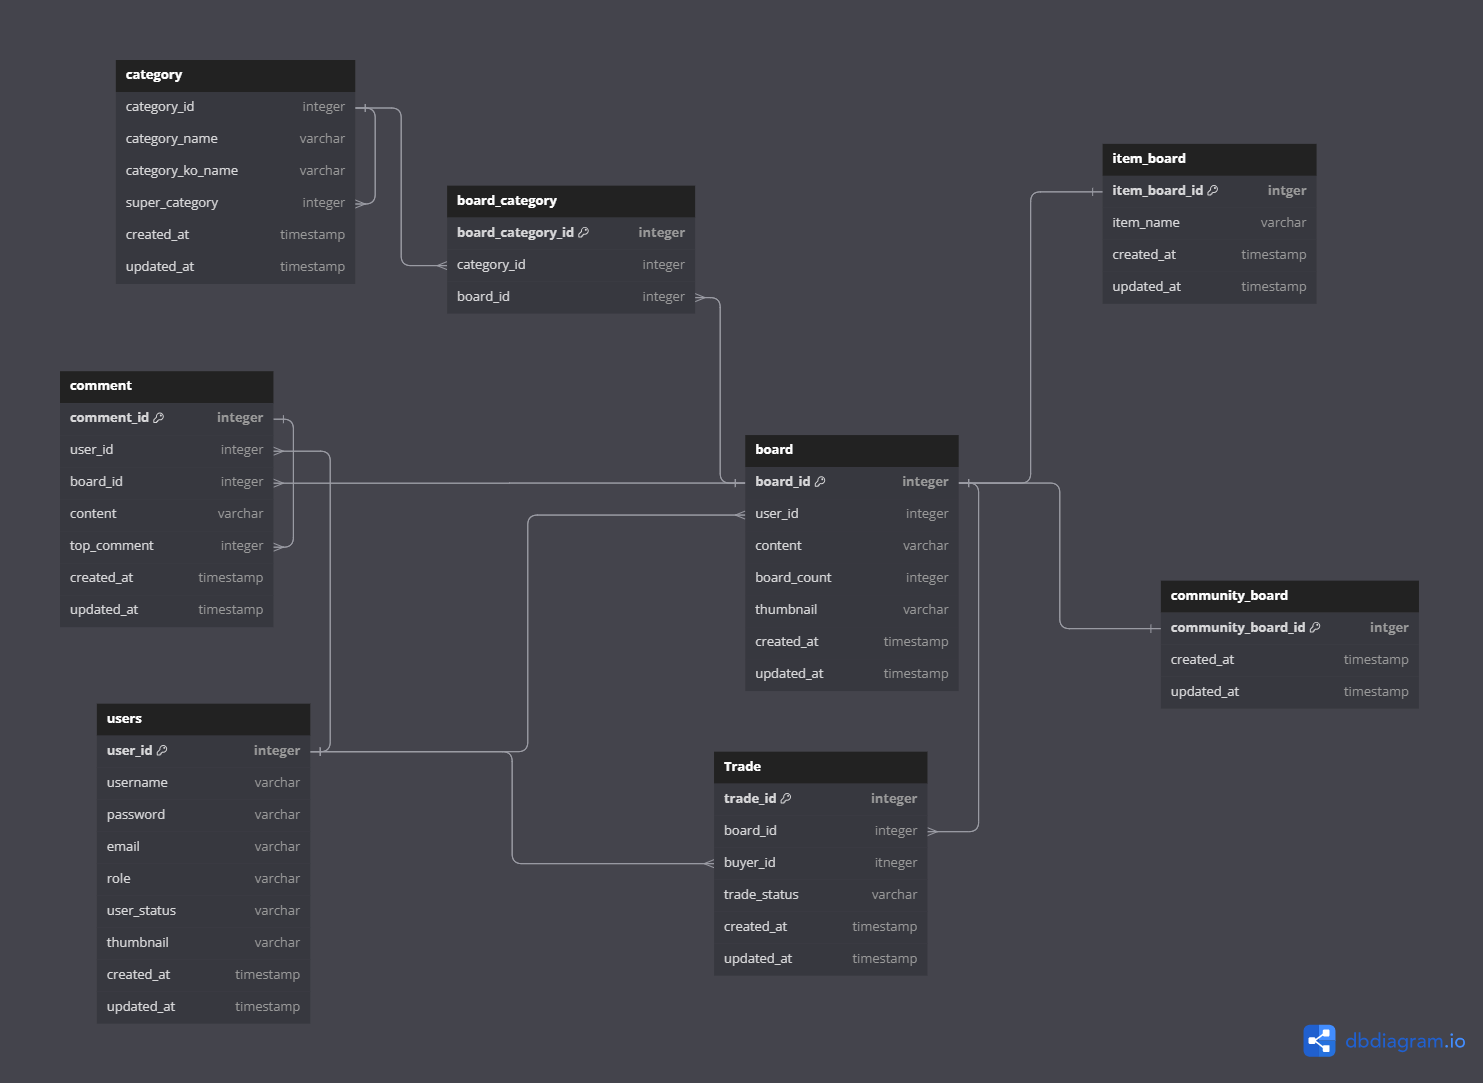 category
category_id integer
category_name varchar
category_ko_name varchar
super_category integer
created_at timestamp
updated_at timestamp
board_category
board_category_id integer
category_id integer
board_id integer
item_board
item_board_id intger
item_name varchar
created_at timestamp
updated_at timestamp
comment
comment_id integer
user_id integer
board_id integer
content varchar
top_comment integer
created_at timestamp
updated_at timestamp
board
board_id integer
user_id integer
content varchar
board_count integer
thumbnail varchar
created_at timestamp
updated_at timestamp
community_board
community_board_id intger
created_at timestamp
updated_at timestamp
users
user_id integer
username varchar
password varchar
email varchar
role varchar
user_status varchar
thumbnail varchar
created_at timestamp
updated_at timestamp
Trade
trade_id integer
board_id integer
buyer_id itneger
trade_status varchar
created_at timestamp
updated_at timestamp
dbdiagram.io